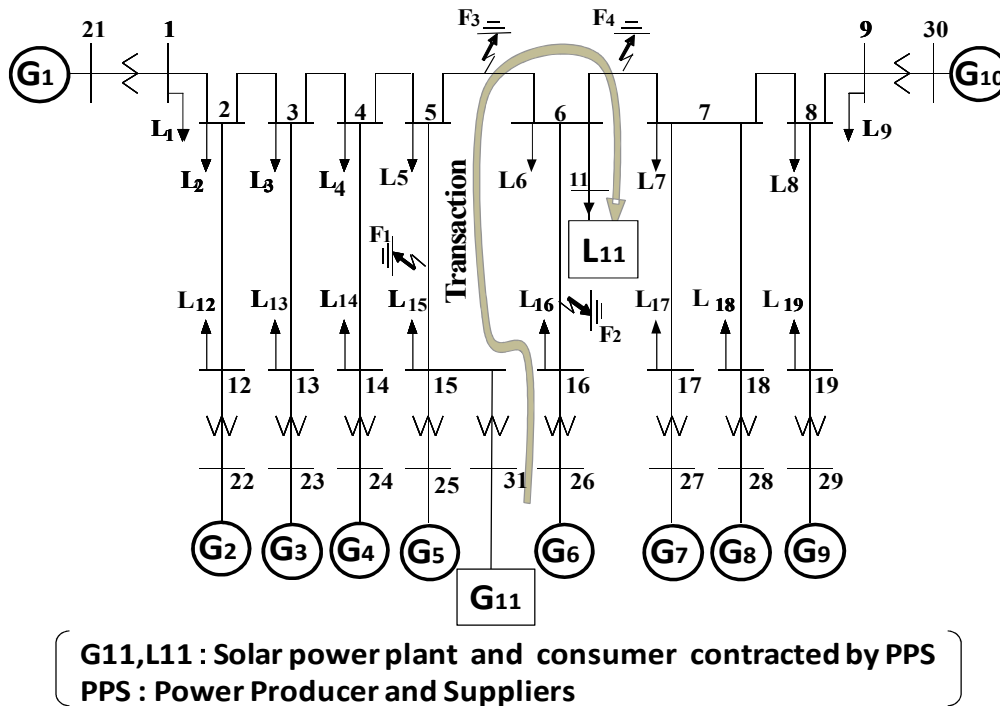 F3 F4
21 1 9 30
G1 G10
2 3 4 5 6 7 8
L1 L9
L2 L3 L4 L5 L6 11 L7 L8
Transaction
F1
L11
L12 L13 L14 L15 L16 L17 L 18 L 19
F2
12 13 14 15 16 17 18 19
22 23 24 25 31 26 27 28 29
G2 G3 G4 G5 G6 G7 G8 G9
G11
G11,L11 : Solar power plant and consumer contracted by PPS
PPS : Power Producer and Suppliers